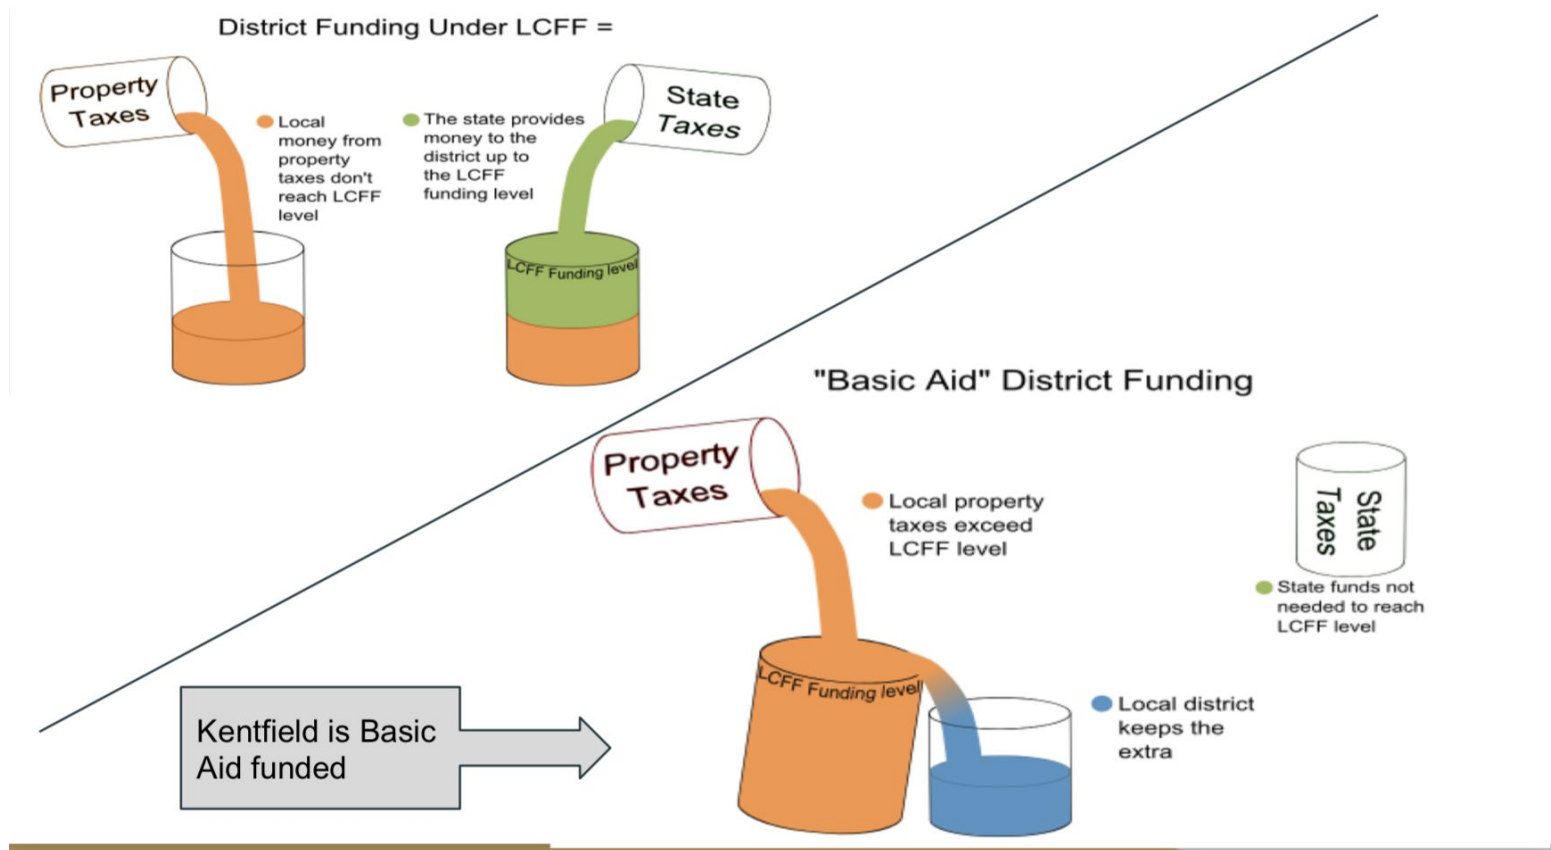 District Funding Under LCFF =
Property
Taxes
Local
money from
property
taxes don't
reach LCFF
level
The state provides
money to the
district up to
the LCFF
funding level
State
Taxes
LCFF Funding level
"Basic Aid" District Funding
Property
Taxes
Local property
taxes exceed
LCFF level
State
Taxes
State funds not
needed to reach
LCFF level
LCFF Funding level
Local district
keeps the
extra
Kentfield is Basic
Aid funded